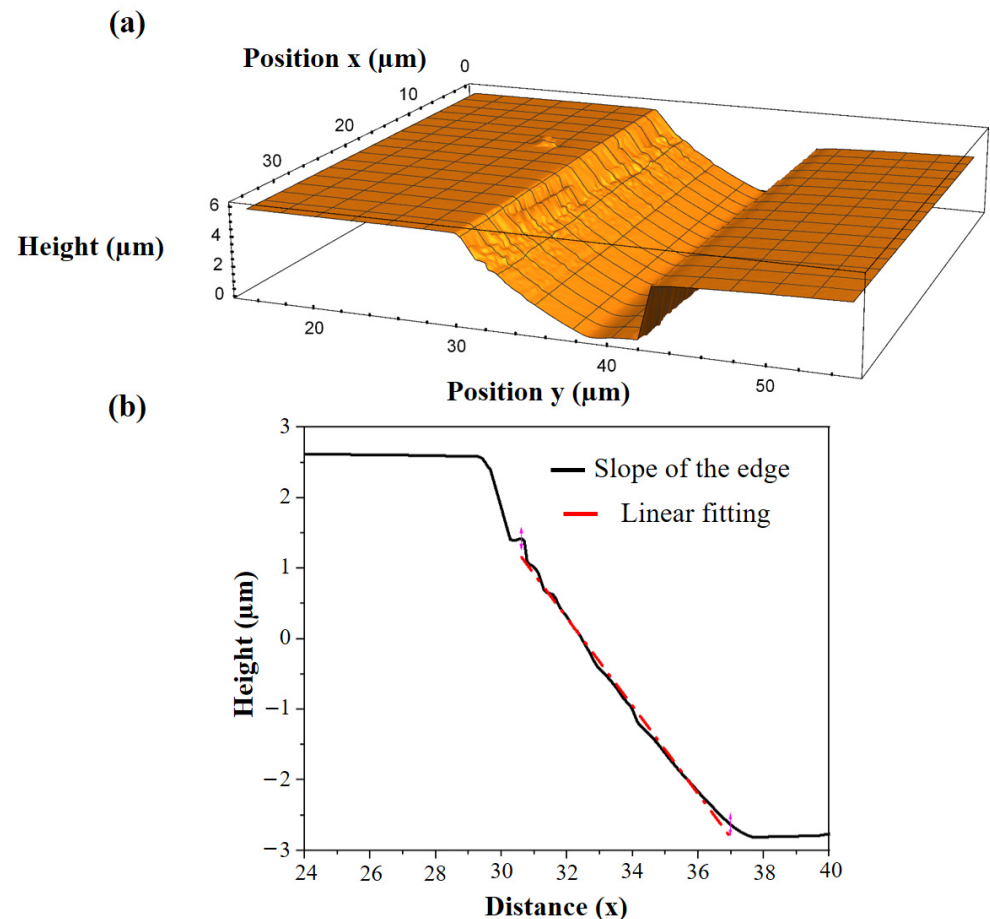 (a)
Position x (µm)
0
10
20
30
6
4
2
0
Height (µm)
20
30
40
50
Position y (µm)
(b)
3
2
1
0
−1
−2
−3
Height (µm)
Slope of the edge
Linear fitting
24 26 28 30 32 34 36 38 40
Distance (x)